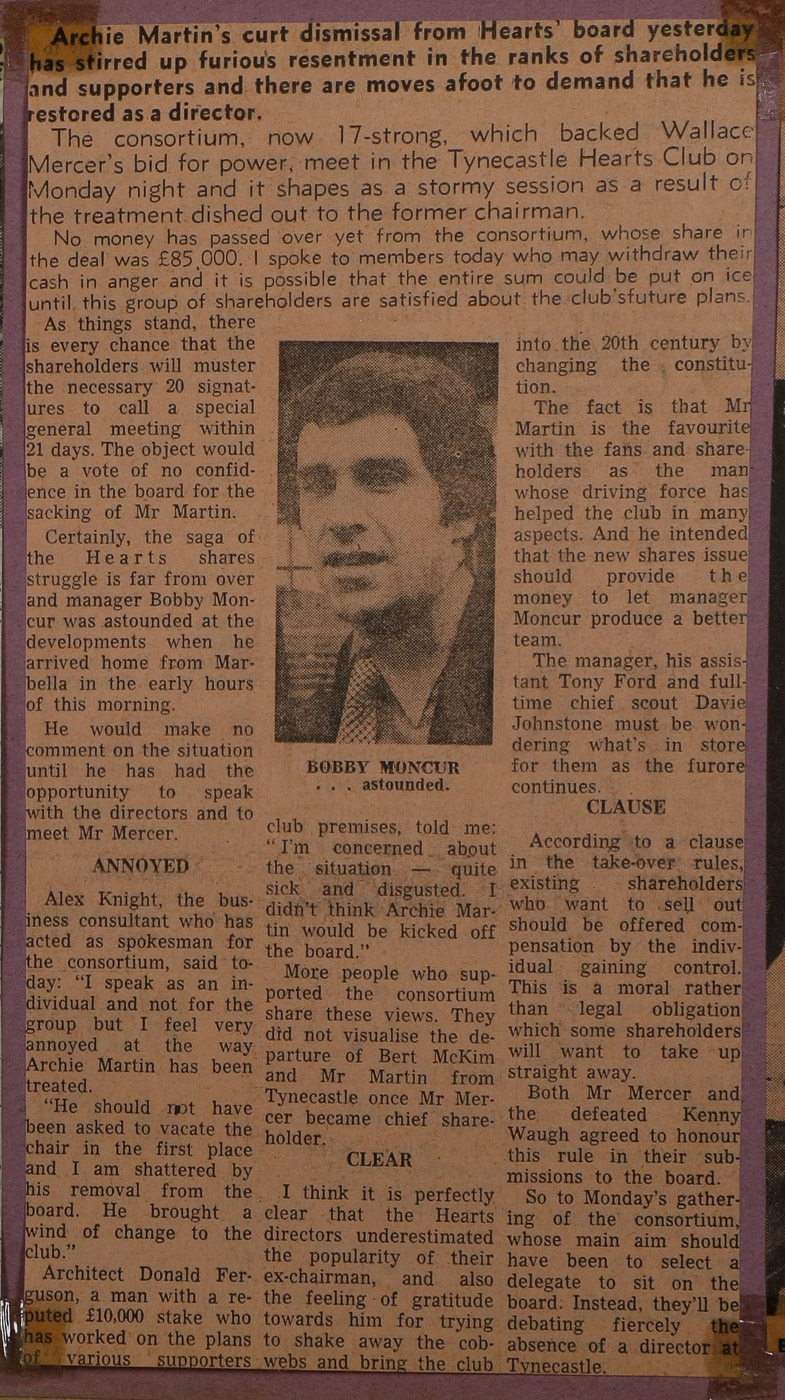 Archie Martin's curt dismissal from Hearts' board yesterday
has stirred up furious resentment in the ranks of shareholders
and supporters and there are moves afoot to demand that he is
restored as a director.
The consortium, now 17-strong, which backed Wallace
Mercer's bid for power, meet in the Tynecastle Hearts Club on
Monday night and it shapes as a stormy session as a result of
the treatment dished out to the former chairman.
No money has passed over yet from the consortium, whose share in
the deal was £85,000. I spoke to members today who may withdraw their
cash in anger and it is possible that the entire sum could be put on ice
until this group of shareholders are satisfied about the club'sfuture plans.
As things stand, there
is every chance that the
shareholders will muster
the necessary 20 signat-
ures to call a special
general meeting within
21 days. The object would
be a vote of no confid-
ence in the board for the
sacking of Mr Martin.
Certainly, the saga of
the Hearts shares
struggle is far from over
and manager Bobby Mon-
cur was astounded at the
developments when he
arrived home from Mar-
bella in the early hours
of this morning.
He would make no
comment on the situation
until he has had the
opportunity to speak
with the directors and to
meet Mr Mercer.
ANNOYED
Alex Knight, the bus-
iness consultant who has
acted as spokesman for
the consortium, said to-
day: "I speak as an in-
dividual and not for the
group but I feel very
annoyed at the way
Archie Martin has been
treated.
"He should not have
been asked to vacate the
chair in the first place
and I am shattered by
his removal from the
board. He brought a
wind of change to the
club."
Architect Donald Fer-
guson, a man with a re-
puted £10,000 stake who
has worked on the plans
of various supporters
BOBBY MONCUR
. . . astounded.
club premises, told me:
"I'm concerned about
the situation — quite
sick and disgusted. I
didn't think Archie Mar-
tin would be kicked off
the board."
More people who sup-
ported the consortium
share these views. They
did not visualise the de-
parture of Bert McKim
and Mr Martin from
Tynecastle once Mr Mer-
cer became chief share-
holder.
CLEAR
I think it is perfectly
clear that the Hearts
directors underestimated
the popularity of their
ex-chairman, and also
the feeling of gratitude
towards him for trying
to shake away the cob-
webs and bring the club
into the 20th century by
changing the constitu-
tion.
The fact is that Mr
Martin is the favourite
with the fans and share-
holders as the man
whose driving force has
helped the club in many
aspects. And he intended
that the new shares issue
should provide the
money to let manager
Moncur produce a better
team.
The manager, his assis-
tant Tony Ford and full-
time chief scout Davie
Johnstone must be won-
dering what's in store
for them as the furore
continues.
CLAUSE
According to a clause
in the take-over rules,
existing shareholders
who want to sell out
should be offered com-
pensation by the indiv-
idual gaining control.
This is a moral rather
than legal obligation
which some shareholders
will want to take up
straight away.
Both Mr Mercer and
the defeated Kenny
Waugh agreed to honour
this rule in their sub-
missions to the board.
So to Monday's gather-
ing of the consortium,
whose main aim should
have been to select a
delegate to sit on the
board. Instead, they'll be
debating fiercely the
absence of a director at
Tynecastle.